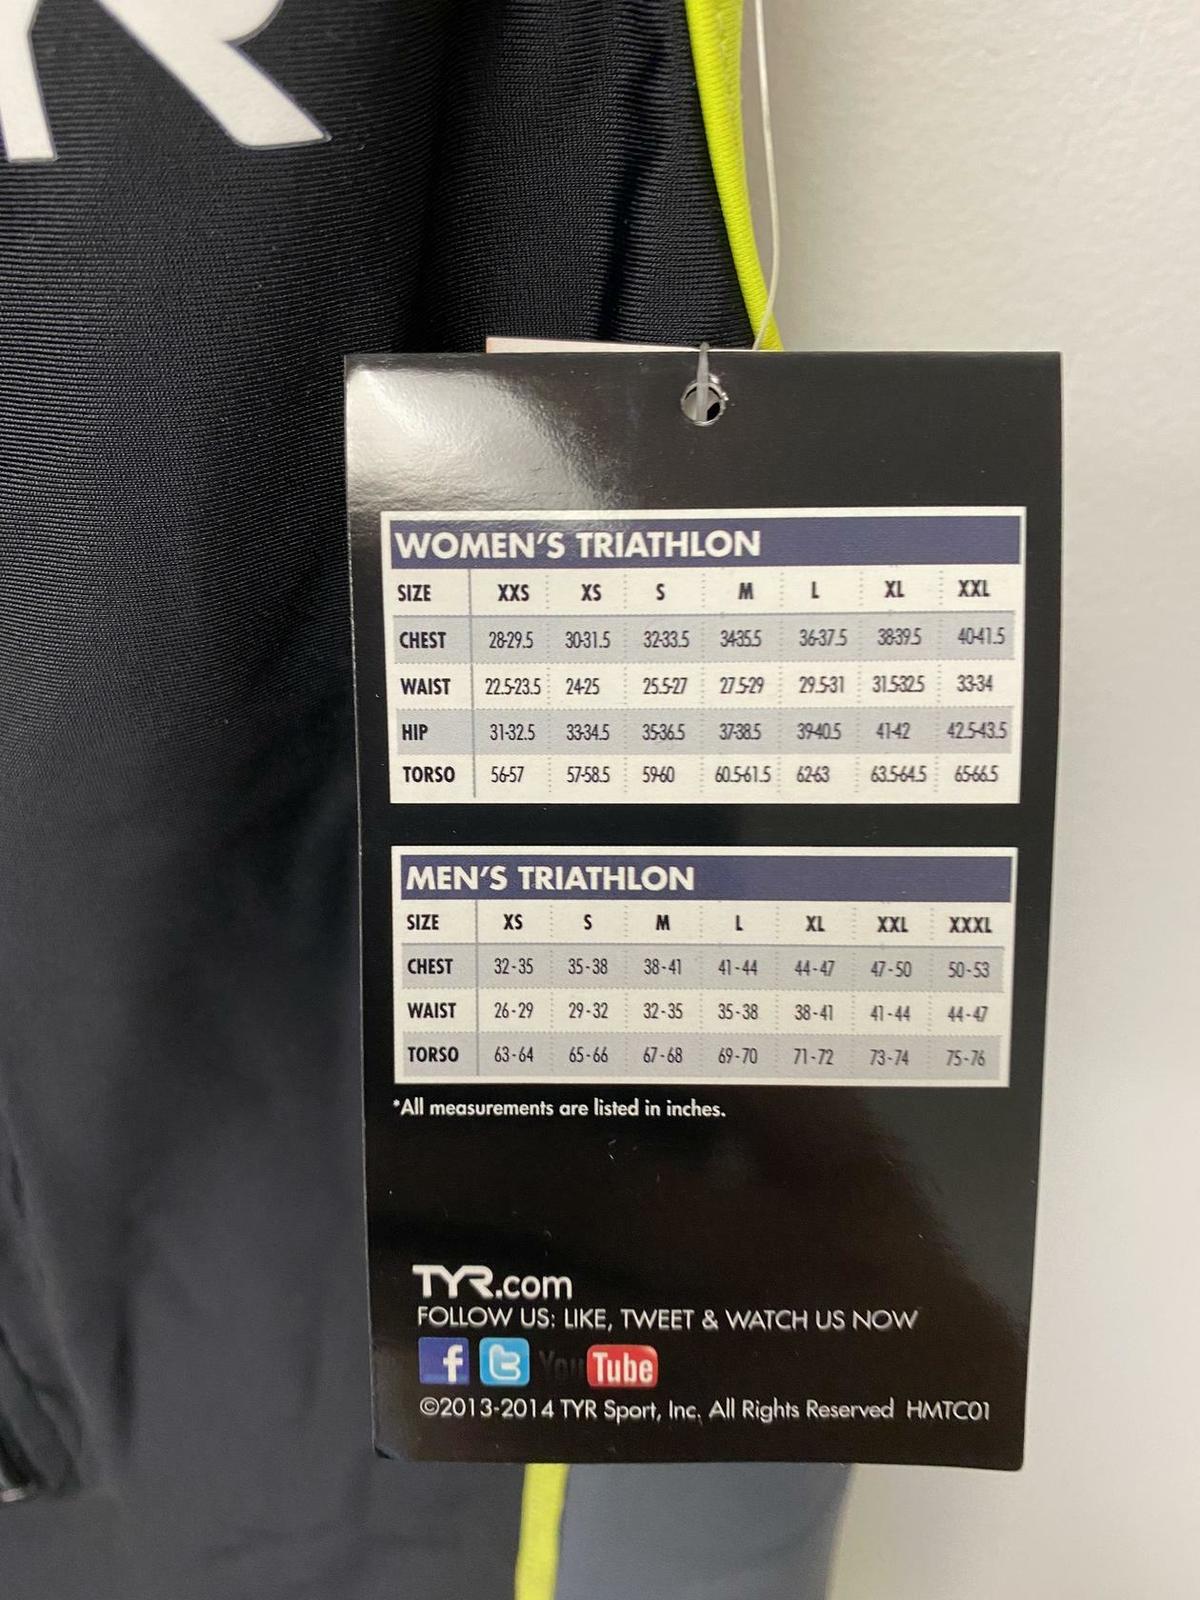 YR
WOMEN'S TRIATHLON
SIZE XXS XS S M L XL XXL
CHEST 28-29.5 30-31.5 32-33.5 34-35.5 36-37.5 38-39.5 40-41.5
WAIST 22.5-23.5 24-25 25.5-27 27.5-29 29.5-31 31.5-32.5 33-34
HIP 31-32.5 33-34.5 35-36.5 37-38.5 39-40.5 41-42 42.5-43.5
TORSO 56-57 57-58.5 59-60 60.5-61.5 62-63 63.5-64.5 65-66.5
MEN'S TRIATHLON
SIZE XS S M L XL XXL XXXL
CHEST 32-35 35-38 38-41 41-44 44-47 47-50 50-53
WAIST 26-29 29-32 32-35 35-38 38-41 41-44 44-47
TORSO 63-64 65-66 67-68 69-70 71-72 73-74 75-76
*All measurements are listed in inches.
TYR.com
FOLLOW US: LIKE, TWEET & WATCH US NOW
f t You Tube
©2013-2014 TYR Sport, Inc. All Rights Reserved HMTC01